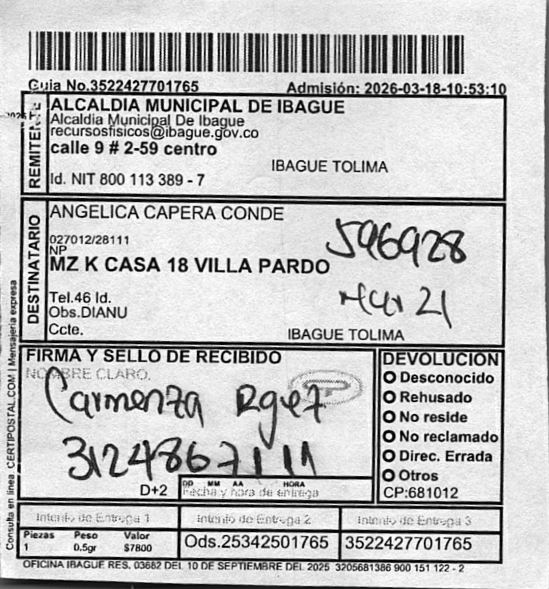 Guia No.3522427701765 Admisión: 2026-03-18-10:53:10
REMITENTE
ALCALDIA MUNICIPAL DE IBAGUE
Alcaldia Municipal De Ibague
recursosfisicos@ibague.gov.co
calle 9 # 2-59 centro
IBAGUE TOLIMA
Id. NIT 800 113 389 - 7
DESTINATARIO
ANGELICA CAPERA CONDE
027012/28111
NP
MZ K CASA 18 VILLA PARDO
596928
Mar 21
Tel.46 Id.
Obs.DIANU
Ccte.
IBAGUE TOLIMA
FIRMA Y SELLO DE RECIBIDO
NOMBRE CLARO,
Carmenza Rguez
D+2
DD MM AA HORA
Fecha y hora de entrega
DEVOLUCION
Desconocido
Rehusado
No reside
No reclamado
Direc. Errada
Otros
CP:681012
Intento de Entrega 1 Intento de Entrega 2 Intento de Entrega 3
Piezas Peso Valor
1 0.5gr $7800
Ods.25342501765 3522427701765
OFICINA IBAGUE RES. 03682 DEL 10 DE SEPTIEMBRE DEL 2025 3205681386 900 151 122 - 2
Consulta en linea. CERTIPOSTAL.COM | Mensajeria expresa